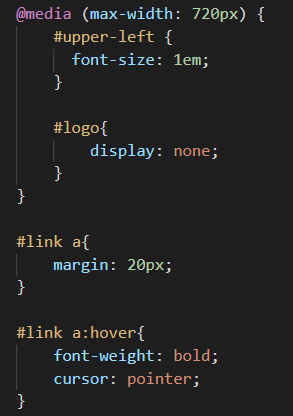 @media (max-width: 720px) {
    #upper-left {
      font-size: 1em;
    }

    #logo{
        display: none;
    }
}

#link a{
    margin: 20px;
}

#link a:hover{
    font-weight: bold;
    cursor: pointer;
}